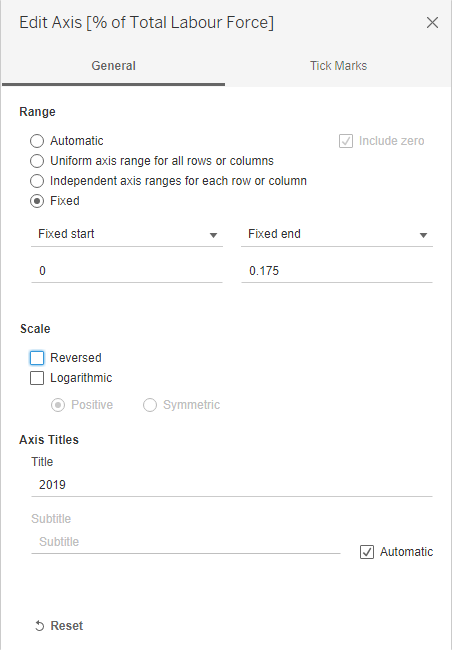 Edit Axis [% of Total Labour Force]
General Tick Marks
Range
Automatic Include zero
Uniform axis range for all rows or columns
Independent axis ranges for each row or column
Fixed
Fixed start Fixed end
0 0.175
Scale
Reversed
Logarithmic
Positive Symmetric
Axis Titles
Title
2019
Subtitle
Subtitle
Automatic
Reset